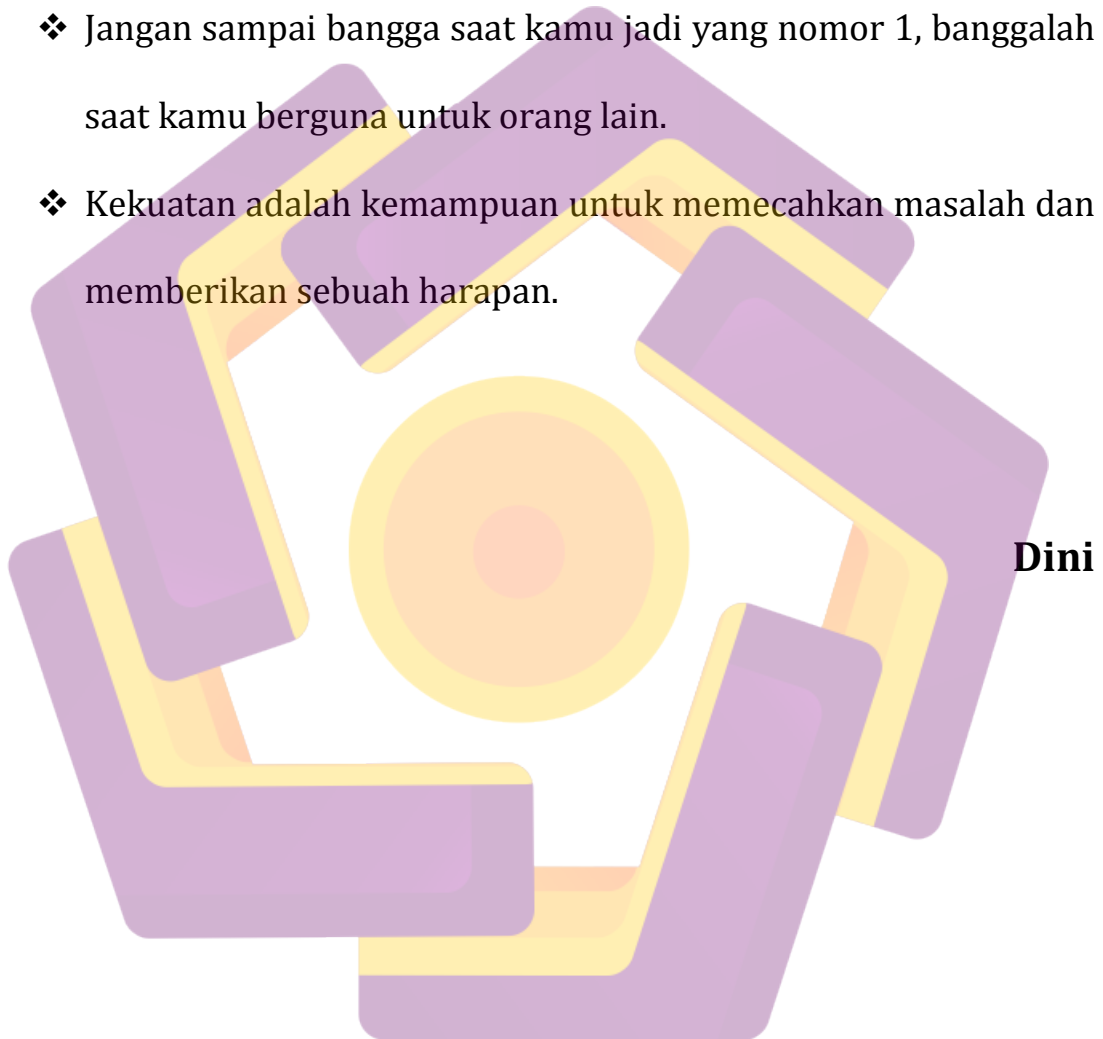 ❖ Jangan sampai bangga saat kamu jadi yang nomor 1, banggalah
saat kamu berguna untuk orang lain.
❖ Kekuatan adalah kemampuan untuk memecahkan masalah dan
memberikan sebuah harapan.
Dini